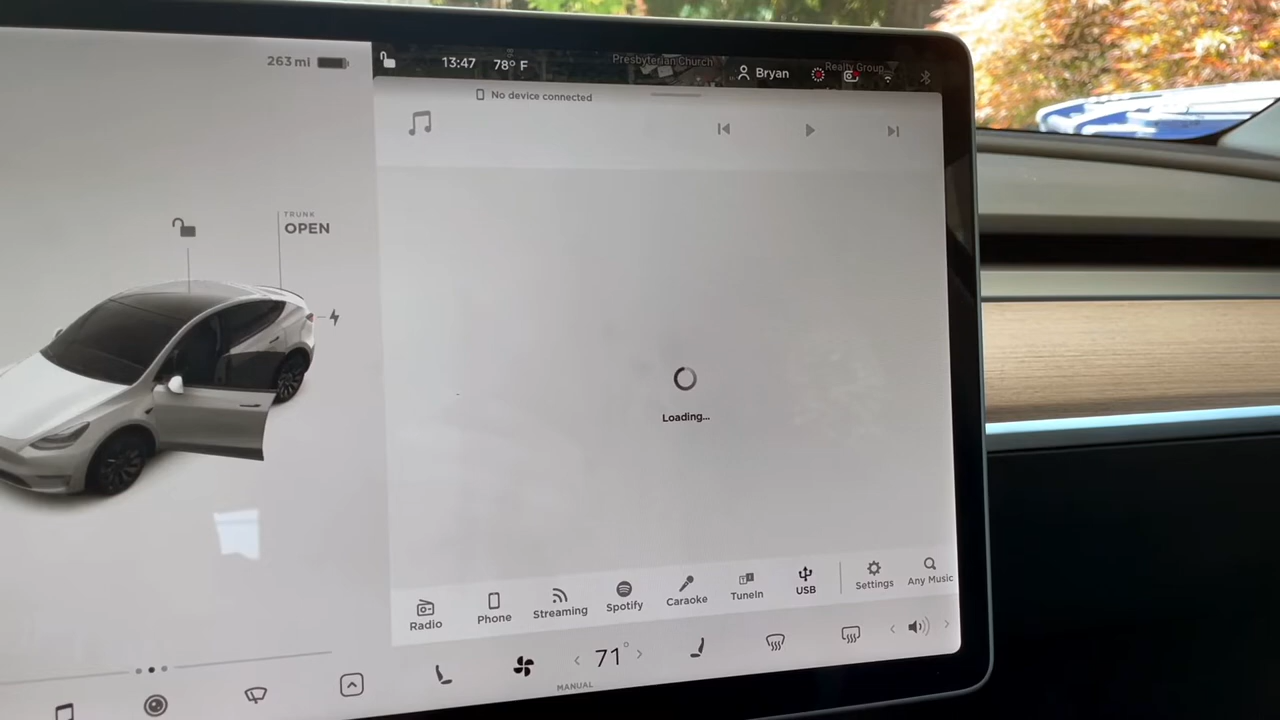 263 mi
13:47 78° F
Presbyterian Church
Bryan
Realty Group
No device connected
TRUNK
OPEN
Loading...
Radio
Phone
Streaming
Spotify
Caraoke
TuneIn
USB
Settings
Any Music
71°
MANUAL